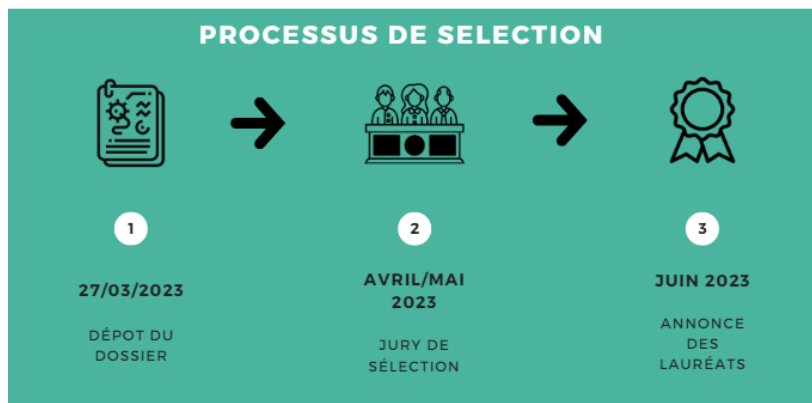 PROCESSUS DE SELECTION
1
27/03/2023
DÉPOT DU
DOSSIER
2
AVRIL/MAI
2023
JURY DE
SÉLECTION
3
JUIN 2023
ANNONCE
DES
LAURÉATS